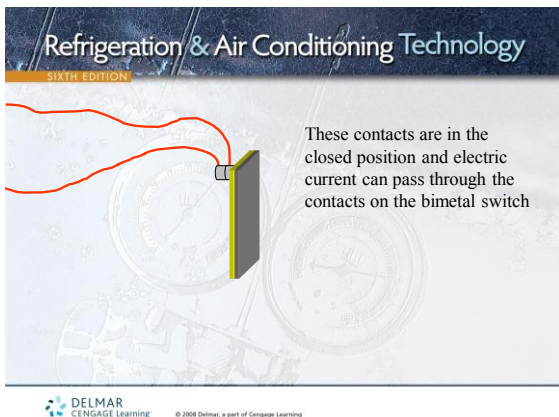 Refrigeration & Air Conditioning Technology
SIXTH EDITION
These contacts are in the
closed position and electric
current can pass through the
contacts on the bimetal switch
DELMAR
CENGAGE Learning
© 2008 Delmar, a part of Cengage Learning